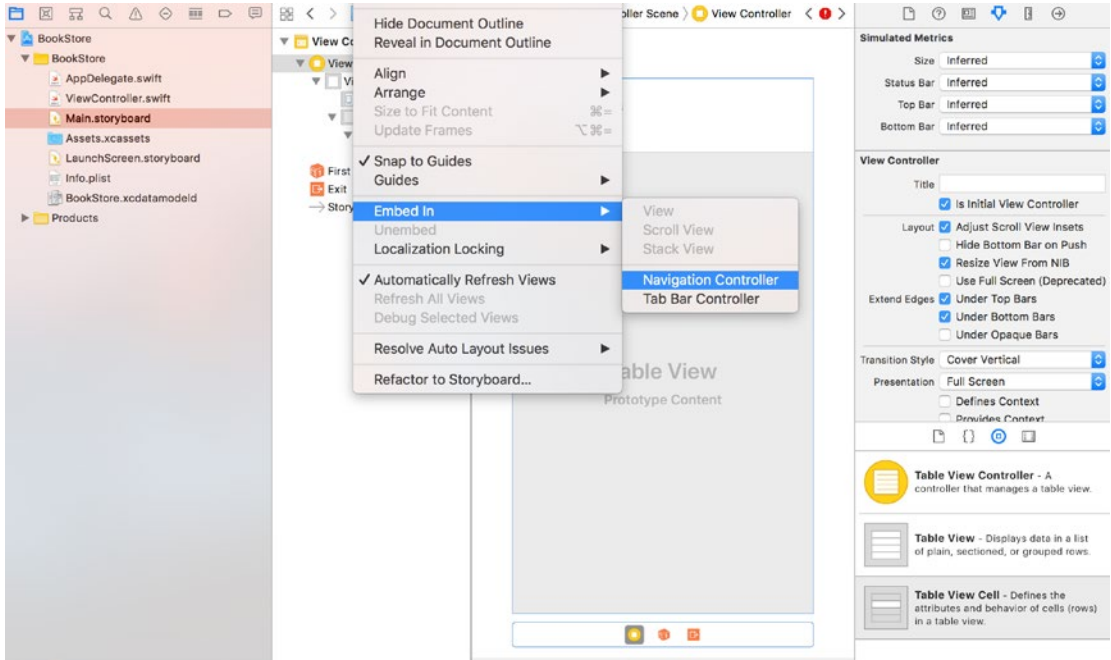 BookStore
BookStore
AppDelegate.swift
ViewController.swift
Main.storyboard
Assets.xcassets
LaunchScreen.storyboard
Info.plist
BookStore.xcdatamodeld
Products
oller Scene
View Controller
View Co
View
Vi
First
Exit
Story
Hide Document Outline
Reveal in Document Outline
Align
Arrange
Size to Fit Content ⌘=
Update Frames ⌥⌘=
✓ Snap to Guides
Guides
Embed In
Unembed
Localization Locking
✓ Automatically Refresh Views
Refresh All Views
Debug Selected Views
Resolve Auto Layout Issues
Refactor to Storyboard...
View
Scroll View
Stack View
Navigation Controller
Tab Bar Controller
able View
Prototype Content
Simulated Metrics
Size Inferred
Status Bar Inferred
Top Bar Inferred
Bottom Bar Inferred
View Controller
Title
Is Initial View Controller
Layout Adjust Scroll View Insets
Hide Bottom Bar on Push
Resize View From NIB
Use Full Screen (Deprecated)
Extend Edges Under Top Bars
Under Bottom Bars
Under Opaque Bars
Transition Style Cover Vertical
Presentation Full Screen
Defines Context
Provides Context
Table View Controller - A
controller that manages a table view.
Table View - Displays data in a list
of plain, sectioned, or grouped rows.
Table View Cell - Defines the
attributes and behavior of cells (rows)
in a table view.